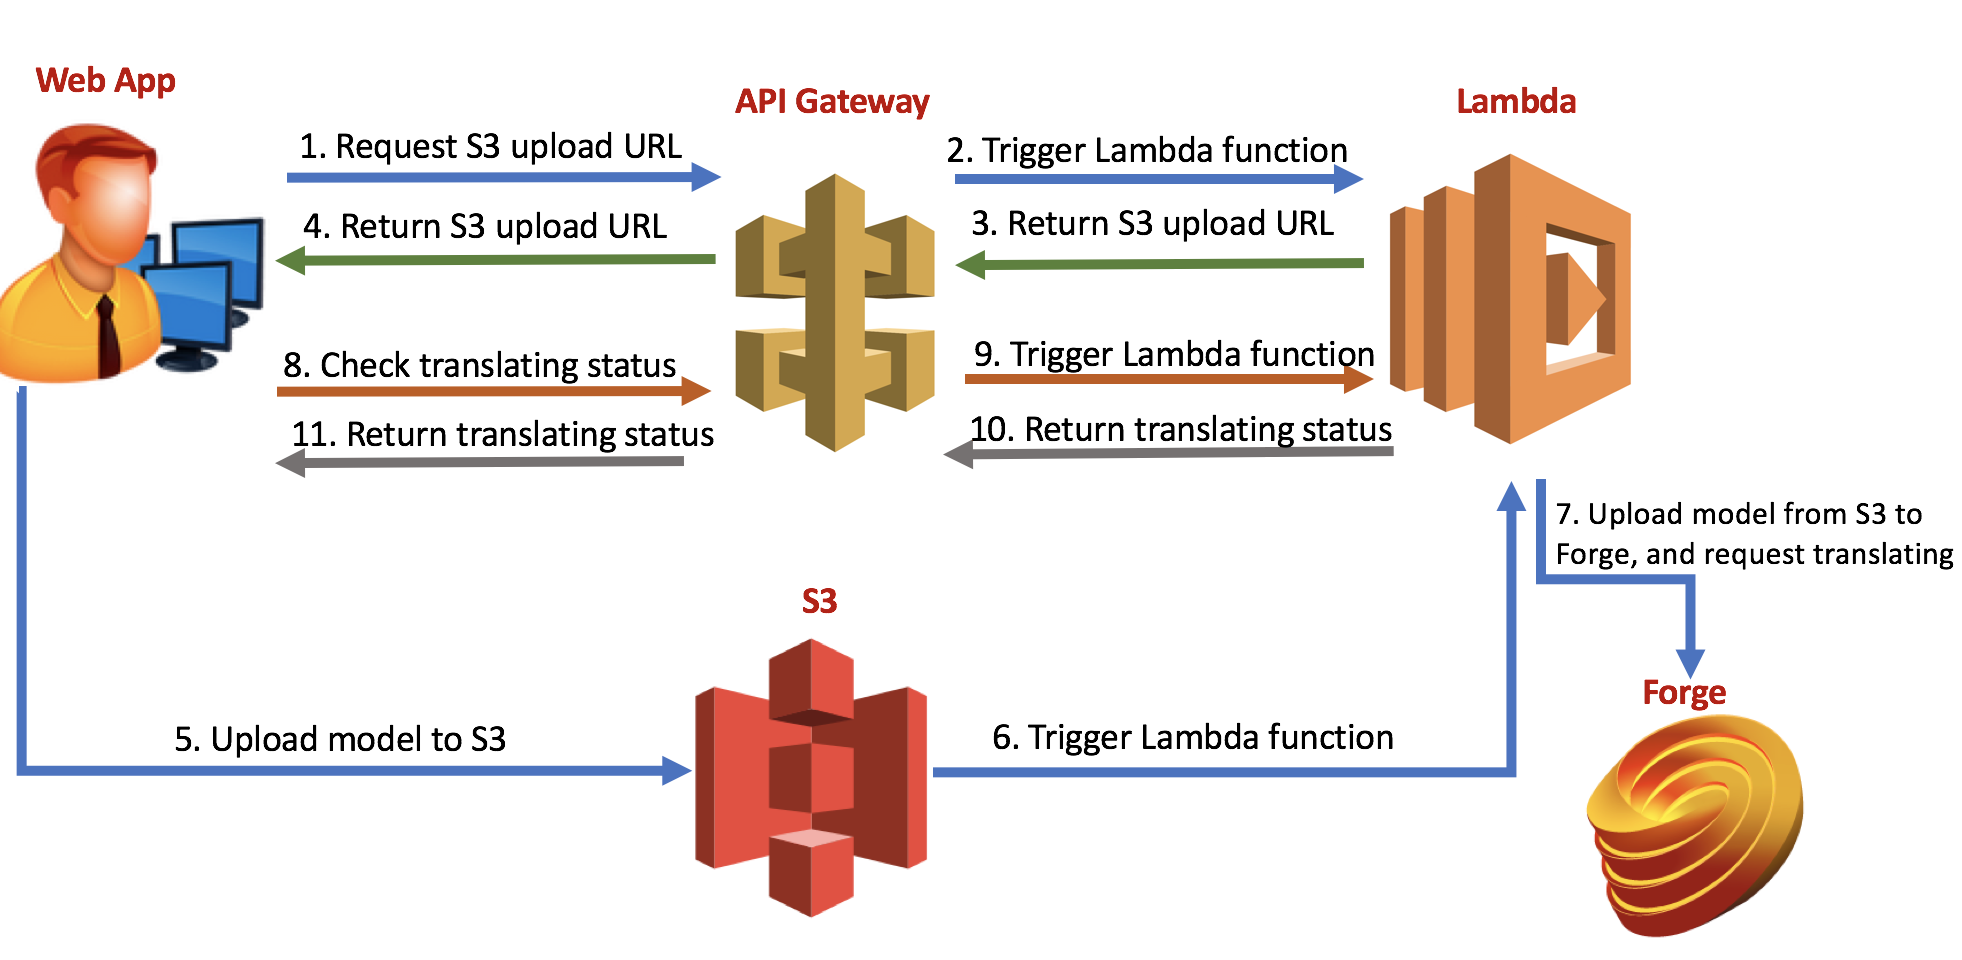 Web App
API Gateway
Lambda
1. Request S3 upload URL
2. Trigger Lambda function
4. Return S3 upload URL
3. Return S3 upload URL
8. Check translating status
9. Trigger Lambda function
11. Return translating status
10. Return translating status
7. Upload model from S3 to
Forge, and request translating
S3
Forge
5. Upload model to S3
6. Trigger Lambda function